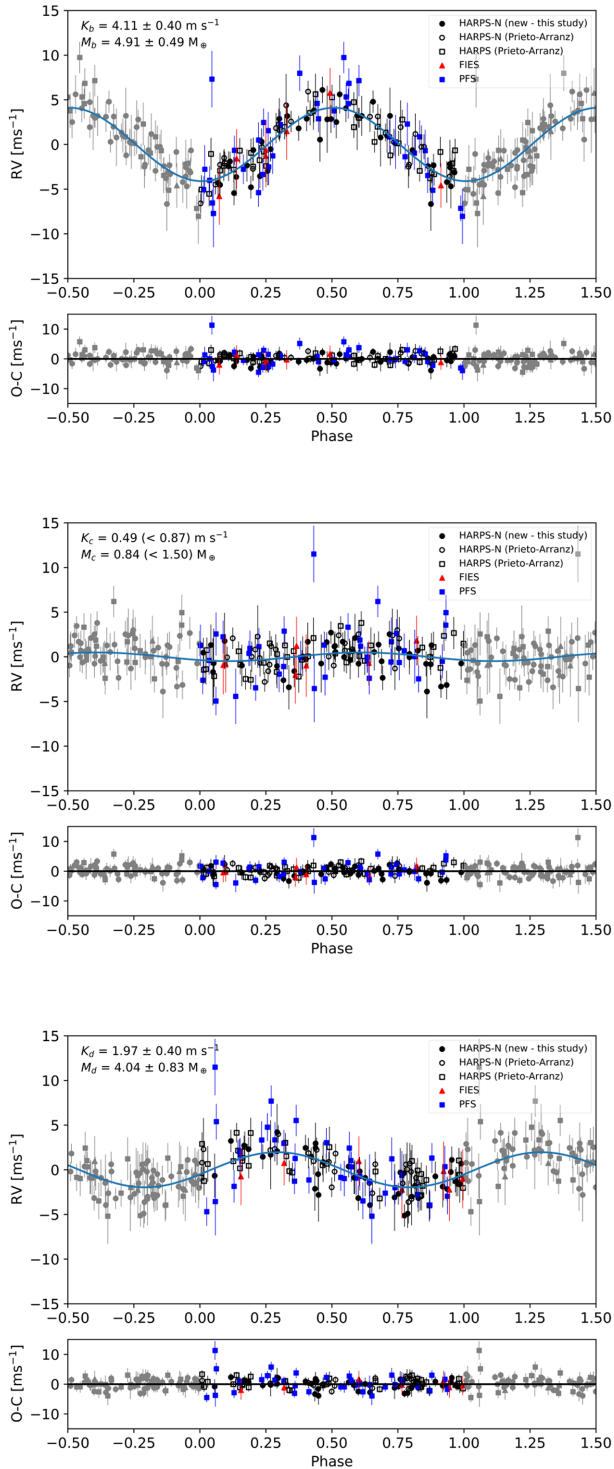 K_b = 4.11 ± 0.40 m s⁻¹
M_b = 4.91 ± 0.49 M⊕
HARPS-N (new - this study)
HARPS-N (Prieto-Arranz)
HARPS (Prieto-Arranz)
FIES
PFS
RV [ms⁻¹]
15
10
5
0
−5
−10
−15
−0.50 −0.25 0.00 0.25 0.50 0.75 1.00 1.25 1.50
O-C [ms⁻¹]
10
0
−10
−0.50 −0.25 0.00 0.25 0.50 0.75 1.00 1.25 1.50
Phase
K_c = 0.49 (< 0.87) m s⁻¹
M_c = 0.84 (< 1.50) M⊕
HARPS-N (new - this study)
HARPS-N (Prieto-Arranz)
HARPS (Prieto-Arranz)
FIES
PFS
RV [ms⁻¹]
15
10
5
0
−5
−10
−15
−0.50 −0.25 0.00 0.25 0.50 0.75 1.00 1.25 1.50
O-C [ms⁻¹]
10
0
−10
−0.50 −0.25 0.00 0.25 0.50 0.75 1.00 1.25 1.50
Phase
K_d = 1.97 ± 0.40 m s⁻¹
M_d = 4.04 ± 0.83 M⊕
HARPS-N (new - this study)
HARPS-N (Prieto-Arranz)
HARPS (Prieto-Arranz)
FIES
PFS
RV [ms⁻¹]
15
10
5
0
−5
−10
−15
−0.50 −0.25 0.00 0.25 0.50 0.75 1.00 1.25 1.50
O-C [ms⁻¹]
10
0
−10
−0.50 −0.25 0.00 0.25 0.50 0.75 1.00 1.25 1.50
Phase